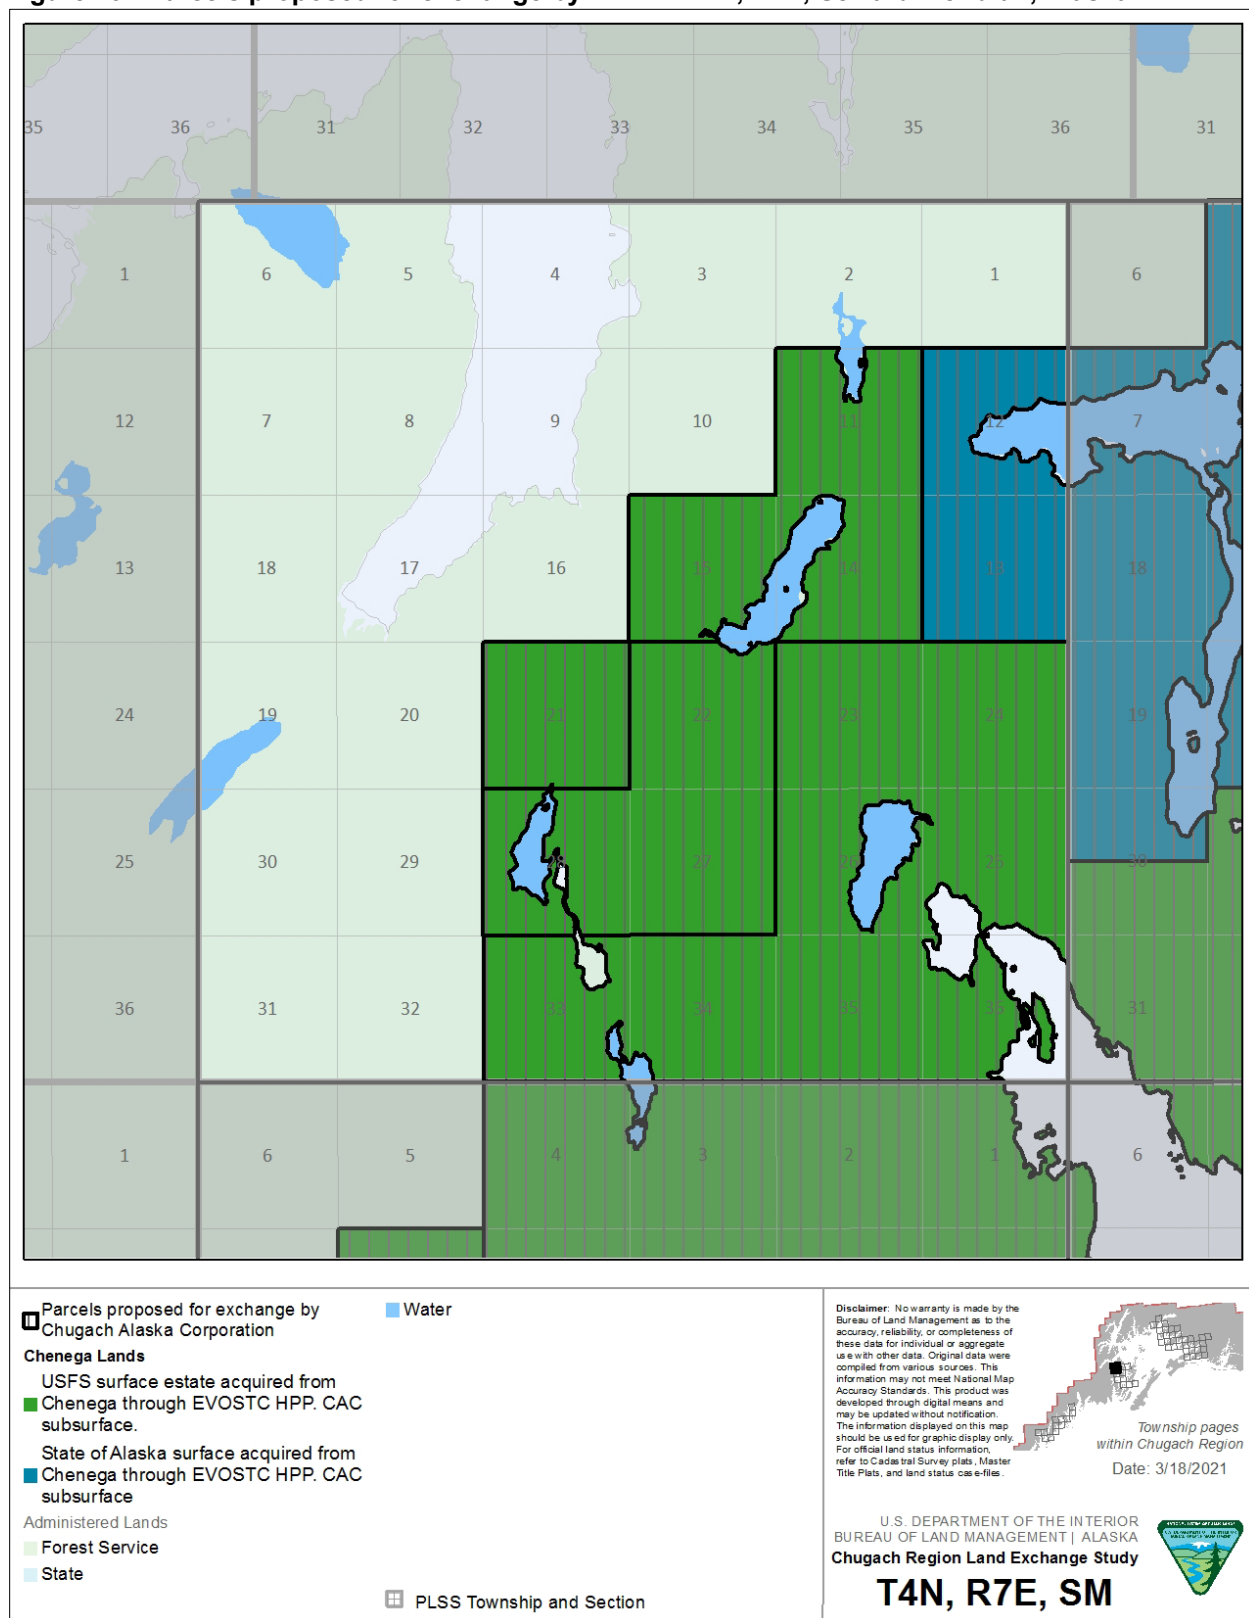 35 36 31 32 33 34 35 36 31
1 6 5 4 3 2 1 6
12 7 8 9 10 11 12 7
13 18 17 16 15 14 13 18
24 19 20 21 22 23 24 19
25 30 29 28 27 26 25 30
36 31 32 33 34 35 35 31
1 6 5 4 3 2 1 6
Parcels proposed for exchange by
Chugach Alaska Corporation
Chenega Lands
USFS surface estate acquired from
Chenega through EVOSTC HPP. CAC
subsurface.
State of Alaska surface acquired from
Chenega through EVOSTC HPP. CAC
subsurface
Administered Lands
Forest Service
State
Water
PLSS Township and Section
Disclaimer: No warranty is made by the
Bureau of Land Management as to the
accuracy, reliability, or completeness of
these data for individual or aggregate
use with other data. Original data were
compiled from various sources. This
information may not meet National Map
Accuracy Standards. This product was
developed through digital means and
may be updated without notification.
The information displayed on this map
should be used for graphic display only.
For official land status information,
refer to Cadastral Survey plats, Master
Title Plats, and land status case-files.
Township pages
within Chugach Region
Date: 3/18/2021
U.S. DEPARTMENT OF THE INTERIOR
BUREAU OF LAND MANAGEMENT | ALASKA
Chugach Region Land Exchange Study
T4N, R7E, SM